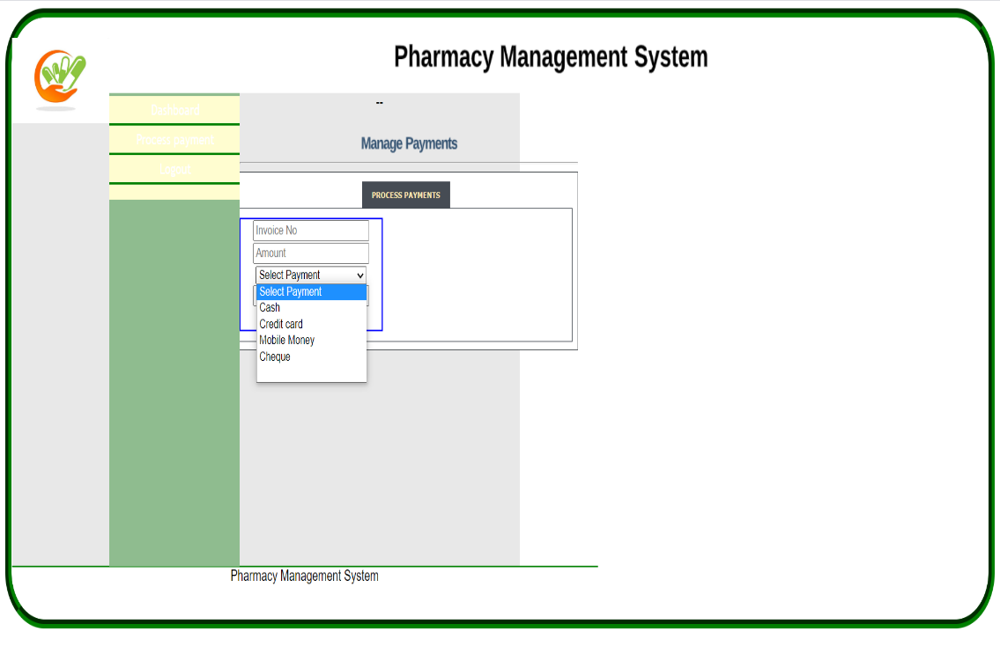 Pharmacy Management System
Dashboard
Process payment
Logout
--
Manage Payments
PROCESS PAYMENTS
Invoice No
Amount
Select Payment
Select Payment
Cash
Credit card
Mobile Money
Cheque
Pharmacy Management System